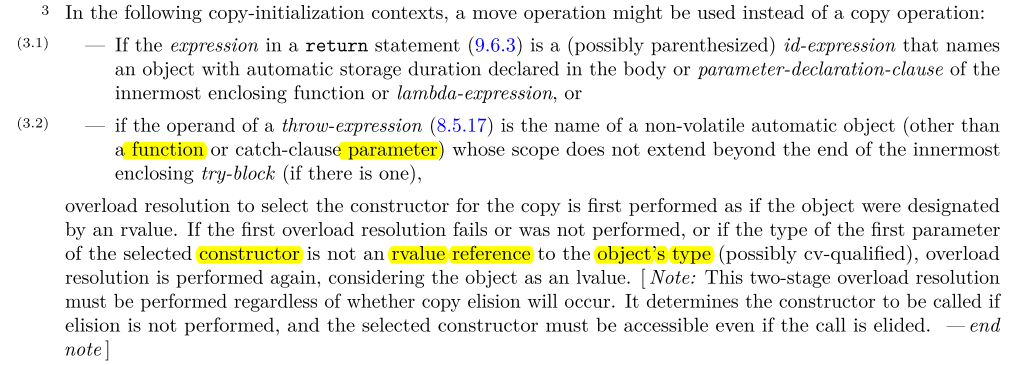 3 In the following copy-initialization contexts, a move operation might be used instead of a copy operation:
(3.1) — If the expression in a return statement (9.6.3) is a (possibly parenthesized) id-expression that names
an object with automatic storage duration declared in the body or parameter-declaration-clause of the
innermost enclosing function or lambda-expression, or
(3.2) — if the operand of a throw-expression (8.5.17) is the name of a non-volatile automatic object (other than
a function or catch-clause parameter) whose scope does not extend beyond the end of the innermost
enclosing try-block (if there is one),
overload resolution to select the constructor for the copy is first performed as if the object were designated
by an rvalue. If the first overload resolution fails or was not performed, or if the type of the first parameter
of the selected constructor is not an rvalue reference to the object's type (possibly cv-qualified), overload
resolution is performed again, considering the object as an lvalue. [ Note: This two-stage overload resolution
must be performed regardless of whether copy elision will occur. It determines the constructor to be called if
elision is not performed, and the selected constructor must be accessible even if the call is elided. — end
note ]